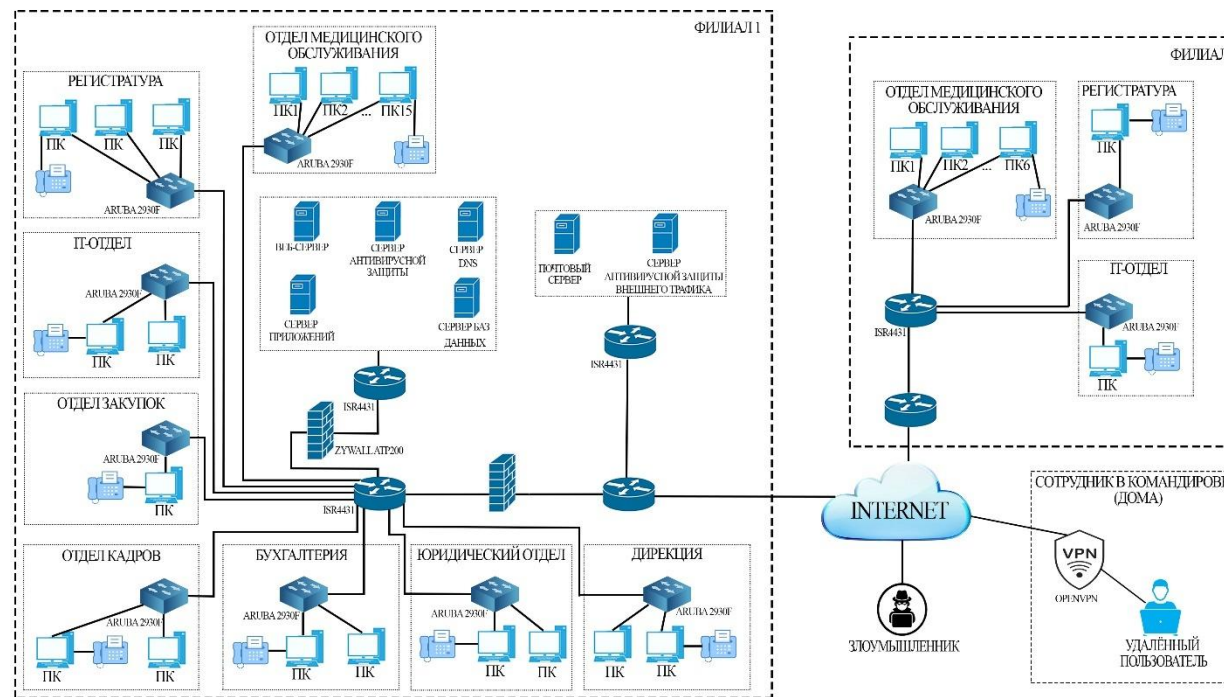 ФИЛИАЛ 1
ОТДЕЛ МЕДИЦИНСКОГО
ОБСЛУЖИВАНИЯ
ПК1
ПК2
...
ПК15
ARUBA 2930F
РЕГИСТРАТУРА
ПК
ПК
ПК
ARUBA 2930F
IT-ОТДЕЛ
ARUBA 2930F
ПК
ПК
ОТДЕЛ ЗАКУПОК
ARUBA 2930F
ПК
ВЕБ-СЕРВЕР
СЕРВЕР
АНТИВИРУСНОЙ
ЗАЩИТЫ
СЕРВЕР
DNS
СЕРВЕР
ПРИЛОЖЕНИЙ
СЕРВЕР БАЗ
ДАННЫХ
ISR4431
ZYWALL ATP200
ISR4431
ПОЧТОВЫЙ
СЕРВЕР
СЕРВЕР
АНТИВИРУСНОЙ ЗАЩИТЫ
ВНЕШНЕГО ТРАФИКА
ISR4431
ОТДЕЛ КАДРОВ
ARUBA 2930F
ПК
ПК
БУХГАЛТЕРИЯ
ARUBA 2930F
ПК
ПК
ЮРИДИЧЕСКИЙ ОТДЕЛ
ARUBA 2930F
ПК
ПК
ДИРЕКЦИЯ
ARUBA 2930F
ПК
ПК
ФИЛИАЛ
ОТДЕЛ МЕДИЦИНСКОГО
ОБСЛУЖИВАНИЯ
ПК1
ПК2
...
ПК6
ARUBA 2930F
РЕГИСТРАТУРА
ПК
ARUBA 2930F
IT-ОТДЕЛ
ARUBA 2930F
ПК
ISR4431
INTERNET
ЗЛОУМЫШЛЕННИК
СОТРУДНИК В КОМАНДИРОВ
(ДОМА)
VPN
OPENVPN
УДАЛЁННЫЙ
ПОЛЬЗОВАТЕЛЬ